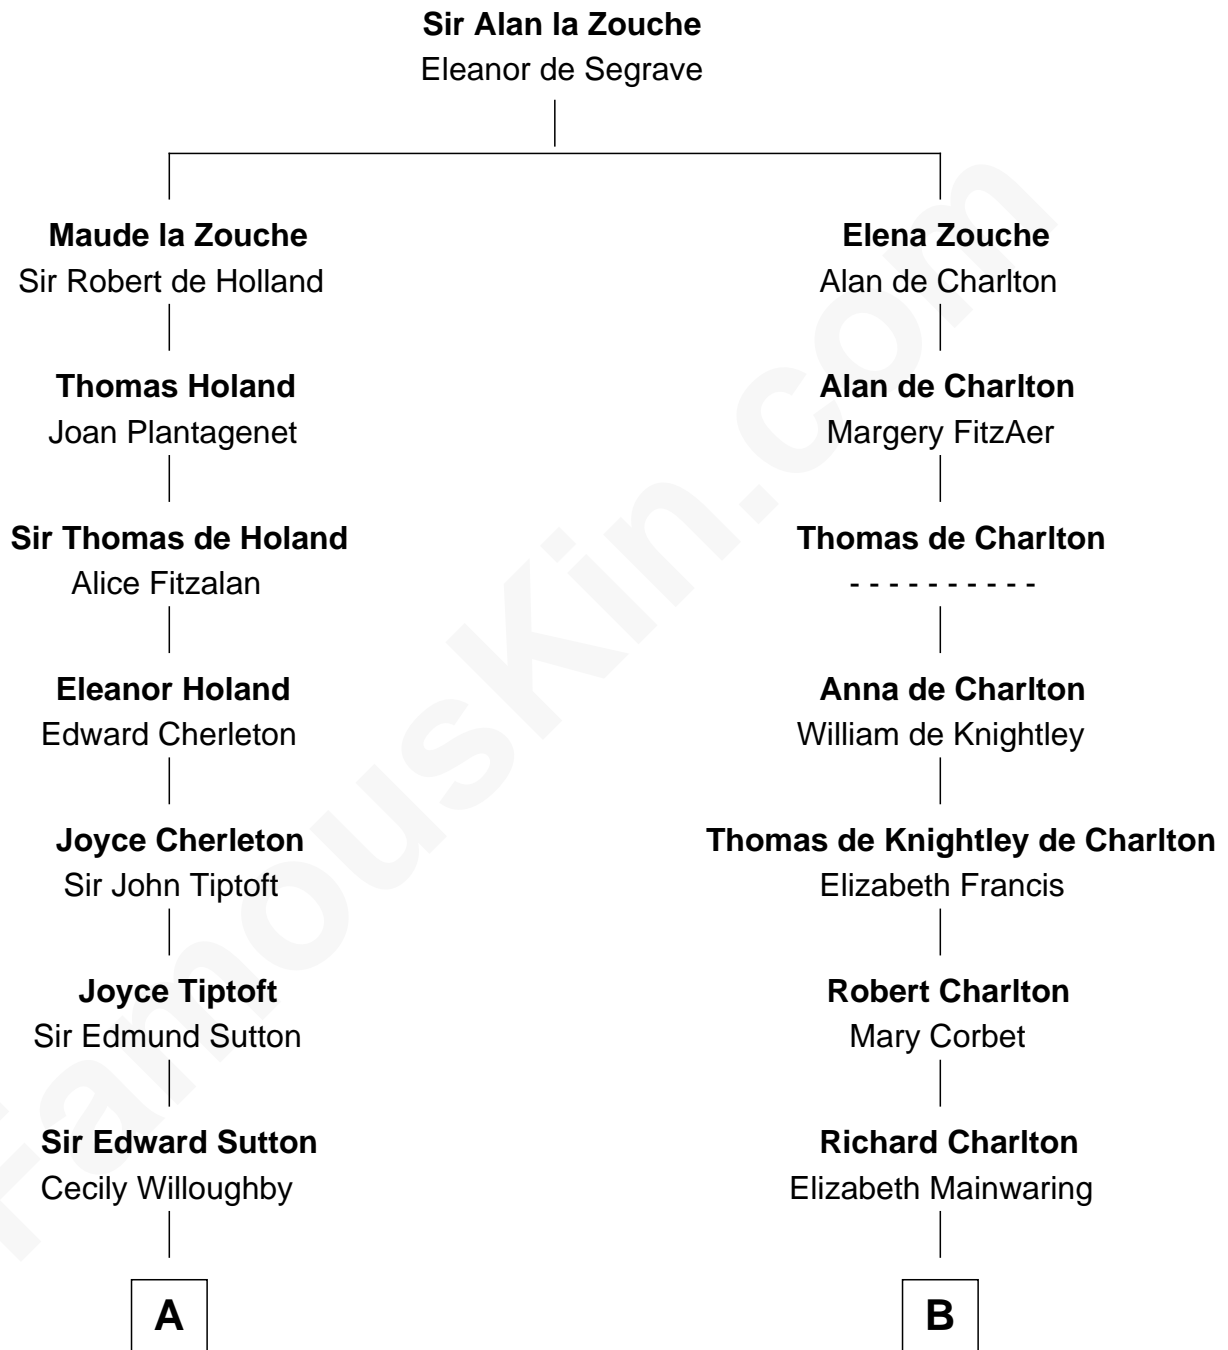 Sir Alan la Zouche
Eleanor de Segrave
Maude la Zouche
Sir Robert de Holland
Elena Zouche
Alan de Charlton
Thomas Holand
Joan Plantagenet
Alan de Charlton
Margery FitzAer
Sir Thomas de Holand
Alice Fitzalan
Thomas de Charlton
- - - - - - - - - -
Eleanor Holand
Edward Cherleton
Anna de Charlton
William de Knightley
Joyce Cherleton
Sir John Tiptoft
Thomas de Knightley de Charlton
Elizabeth Francis
Joyce Tiptoft
Sir Edmund Sutton
Robert Charlton
Mary Corbet
Sir Edward Sutton
Cecily Willoughby
Richard Charlton
Elizabeth Mainwaring
A
B
FamousKin.com